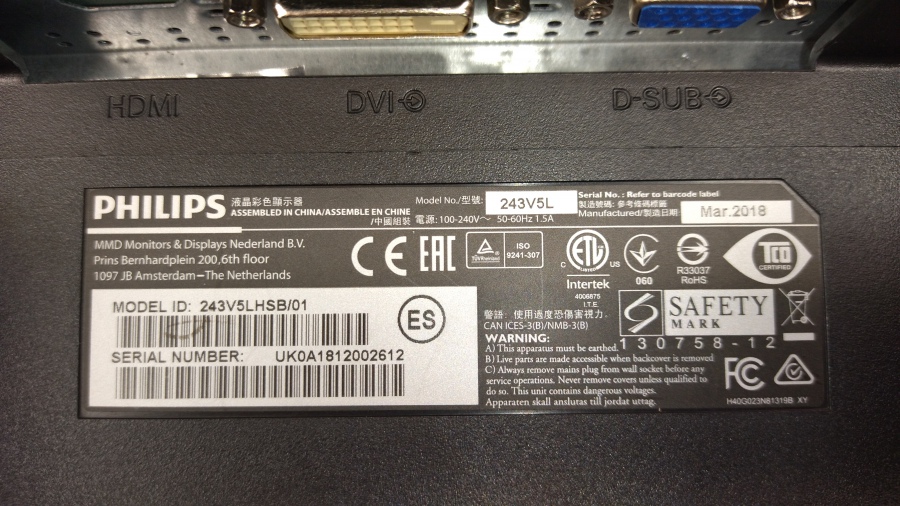 HDMI DVI D-SUB
PHILIPS 液晶彩色顯示器
ASSEMBLED IN CHINA/ASSEMBLE EN CHINE
/中國組裝
Model No./型號: 243V5L
電源:100-240V～ 50-60Hz 1.5A
Serial No. : Refer to barcode label
製造號碼: 參考條碼標籤
Manufactured/製造日期: Mar.2018
MMD Monitors & Displays Nederland B.V.
Prins Bernhardplein 200,6th floor
1097 JB Amsterdam–The Netherlands
CE EAC
TÜVRheinland
ISO
9241-307
ETL
C US
Intertek
4006875
I.T.E.
060
R33037
RoHS
TCO
CERTIFIED
MODEL ID: 243V5LHSB/01
ES
SERIAL NUMBER: UK0A1812002612
警語: 使用過度恐傷害視力.
CAN ICES-3(B)/NMB-3(B)
WARNING:
A) This apparatus must be earthed.
B) Live parts are made accessible when backcover is removed
C) Always remove mains plug from wall socket before any
service operations. Never remove covers unless qualified to
do so. This unit contains dangerous voltages.
Apparaten skall anslutas till jordat uttag.
S SAFETY
MARK
130758-12
FC
H40G023N81319B XY